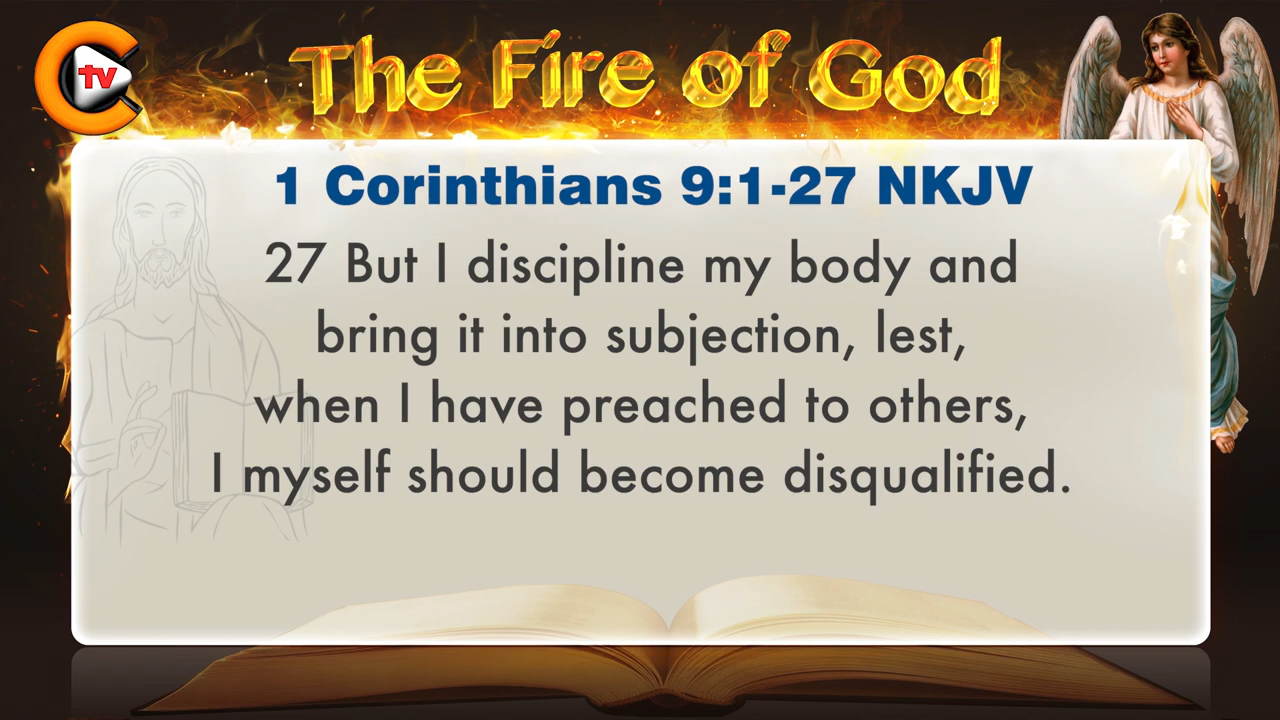 tv
The Fire of God
1 Corinthians 9:1-27 NKJV
27 But I discipline my body and
bring it into subjection, lest,
when I have preached to others,
I myself should become disqualified.